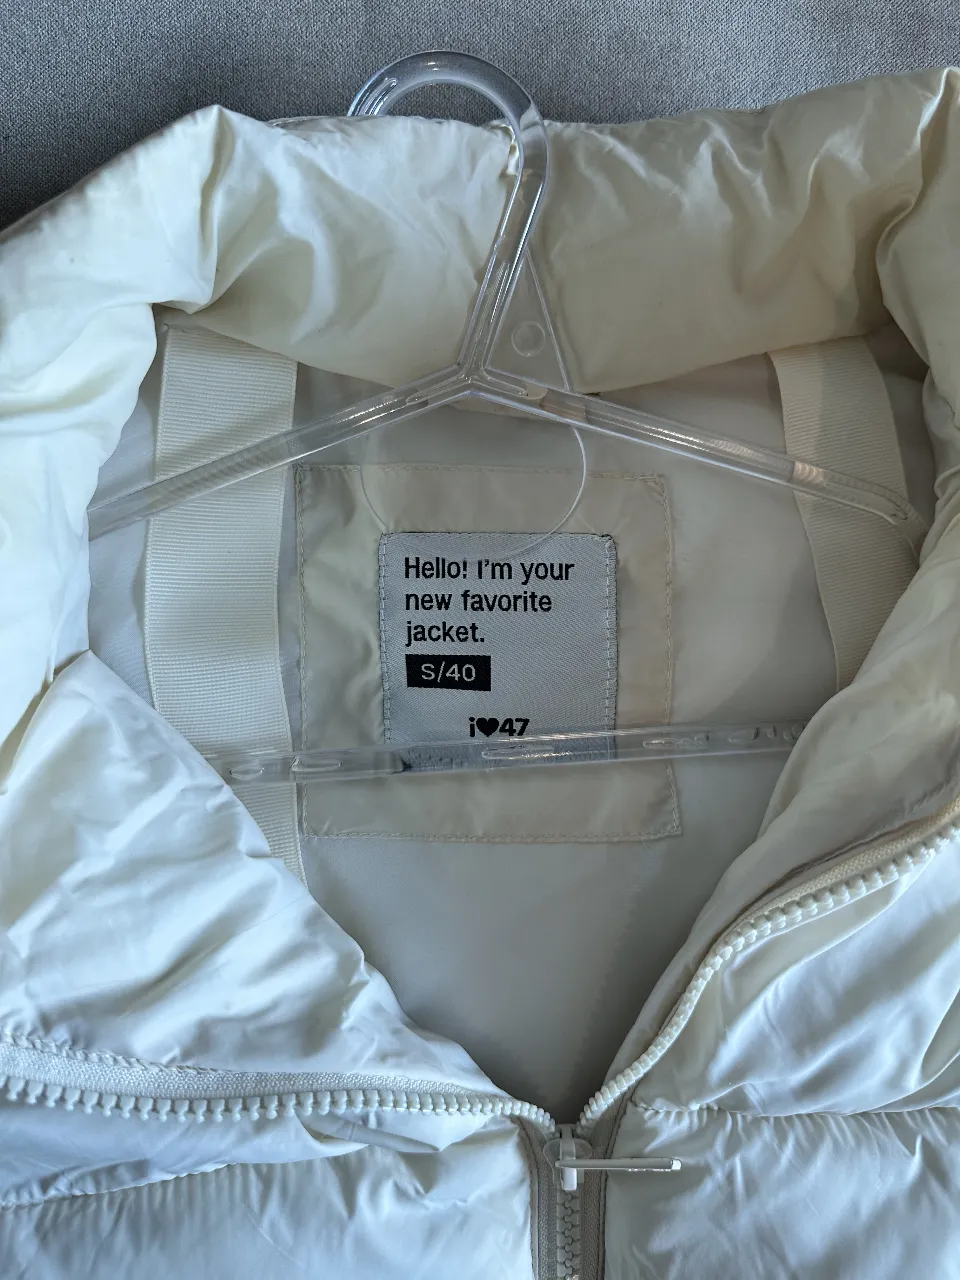 Hello! I'm your
new favorite
jacket.
S/40
i♥47